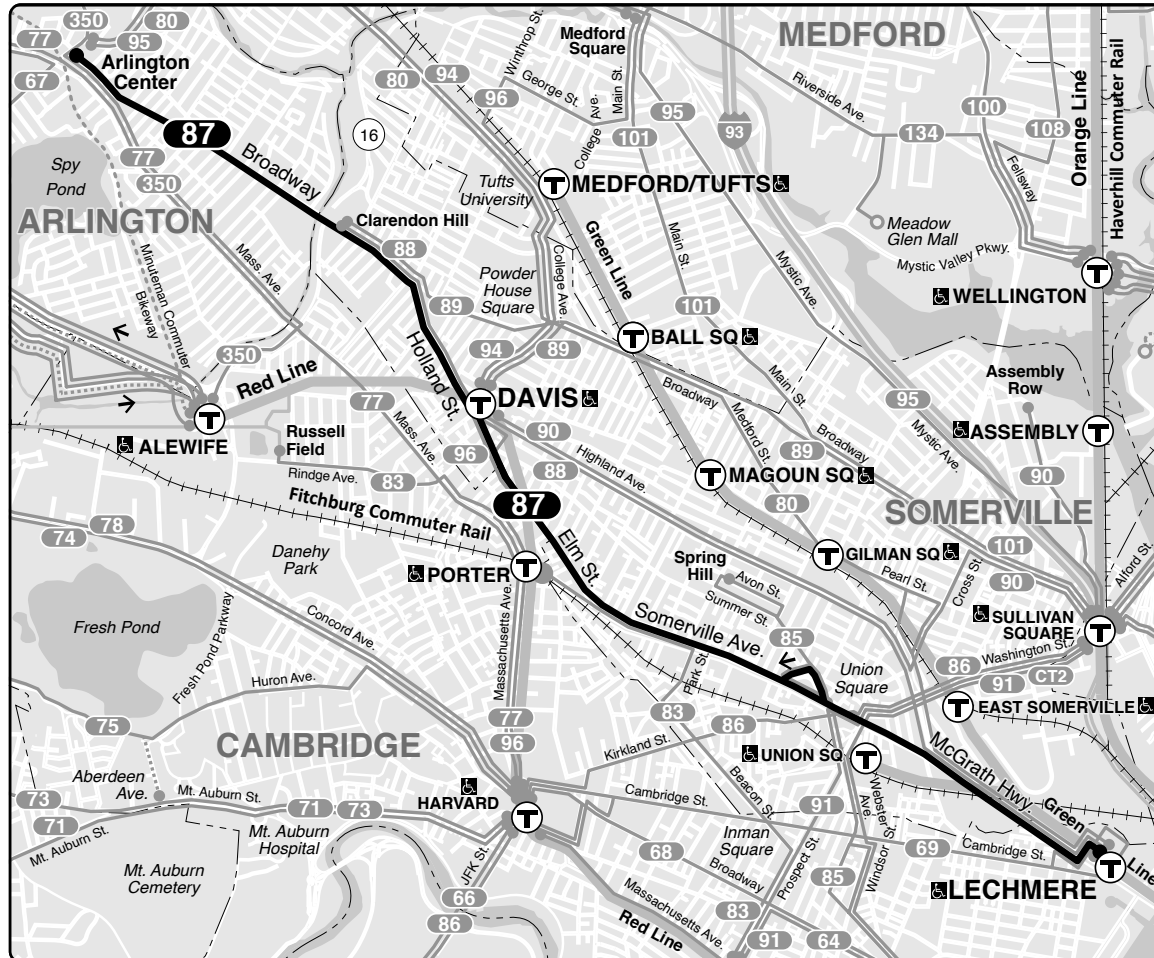 350
80
77
95
67
Arlington
Center
87
Broadway
16
77
350
Spy
Pond
ARLINGTON
Minuteman Commuter
Bikeway
Mass. Ave.
Clarendon Hill
88
89
80
94
Winthrop St.
96
George St.
Medford
Square
Main St.
College Ave.
101
95
MEDFORD
93
Riverside Ave.
134
100
108
Fellsway
Orange Line
Haverhill Commuter Rail
Tufts
University
MEDFORD/TUFTS
Green Line
Main St.
Meadow
Glen Mall
Mystic Valley Pkwy.
WELLINGTON
Powder
House
Square
College Ave.
Mystic Ave.
101
BALL SQ
94
89
350
Red Line
ALEWIFE
77
Holland St.
DAVIS
90
88
96
Mass. Ave.
Russell
Field
Rindge Ave.
83
Fitchburg Commuter Rail
Highland Ave.
Broadway
Medford St.
Main St.
89
Broadway
95
Mystic Ave.
Assembly
Row
ASSEMBLY
90
MAGOUN SQ
80
SOMERVILLE
87
Elm St.
78
74
Danehy
Park
PORTER
Spring
Hill
Avon St.
Summer St.
GILMAN SQ
Pearl St.
Cross St.
101
90
Alford St.
SULLIVAN
SQUARE
Washington St.
86
91
CT2
Fresh Pond
Fresh Pond Parkway
Concord Ave.
Massachusetts Ave.
Somerville Ave.
85
Park St.
Union
Square
EAST SOMERVILLE
Huron Ave.
75
CAMBRIDGE
77
96
83
86
Kirkland St.
UNION SQ
McGrath Hwy.
Green
Line
Aberdeen
Ave.
73
71
Mt. Auburn St.
71
73
Mt. Auburn St.
Mt. Auburn
Hospital
Mt. Auburn
Cemetery
HARVARD
Cambridge St.
Beacon St.
91
Webster
Ave.
Windsor St.
69
Cambridge St.
LECHMERE
JFK St.
66
86
Inman
Square
68
Broadway
Prospect St.
85
Massachusetts Ave.
Red Line
83
91
64